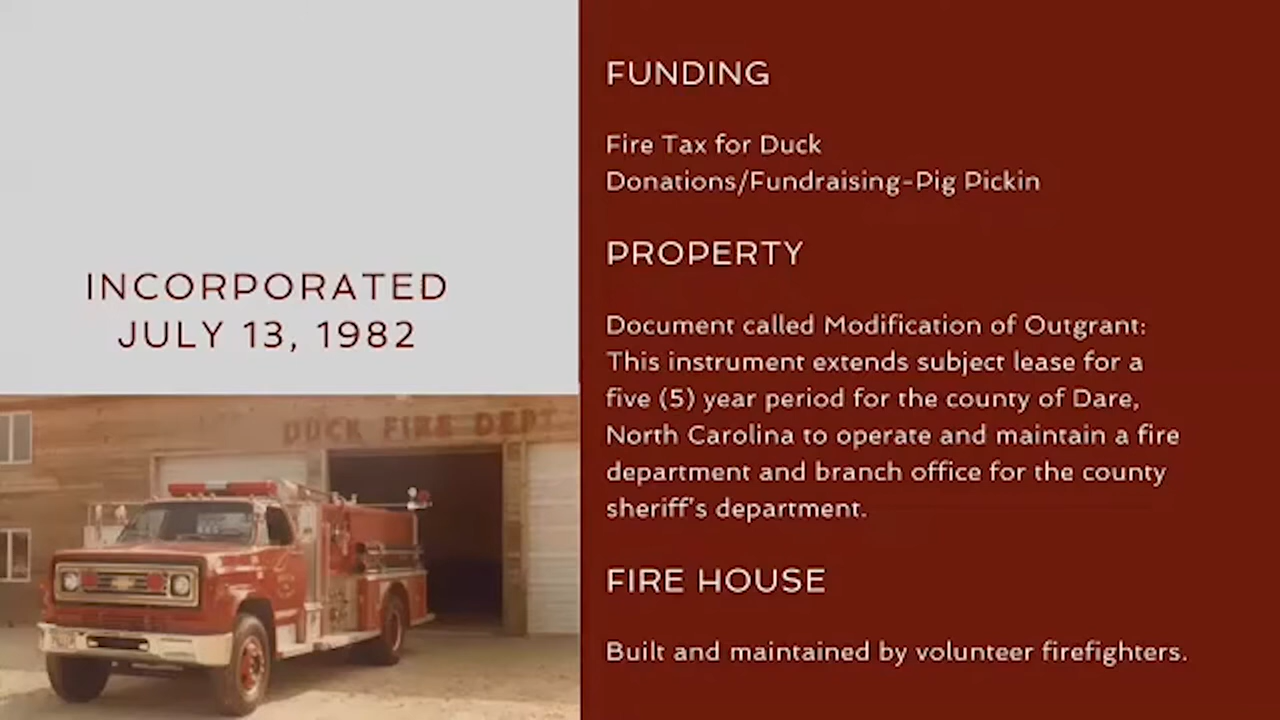 INCORPORATED
JULY 13, 1982
DUCK FIRE DEPT
FUNDING
Fire Tax for Duck
Donations/Fundraising-Pig Pickin
PROPERTY
Document called Modification of Outgrant:
This instrument extends subject lease for a
five (5) year period for the county of Dare,
North Carolina to operate and maintain a fire
department and branch office for the county
sheriff's department.
FIRE HOUSE
Built and maintained by volunteer firefighters.